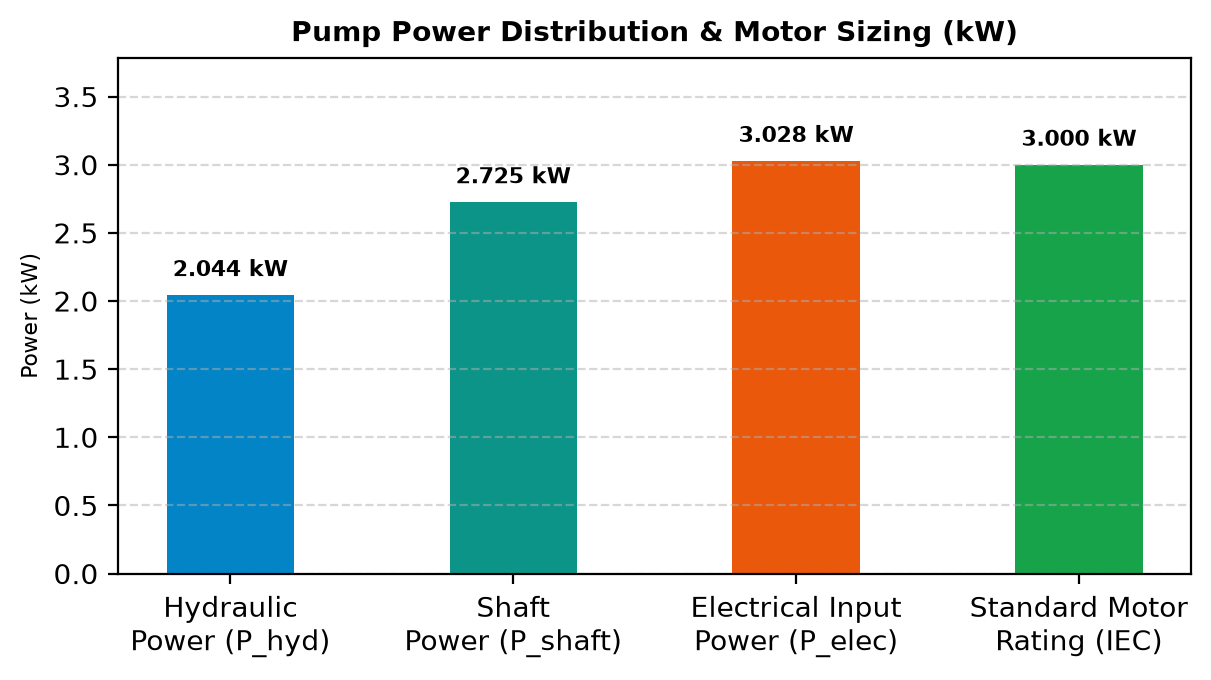 Pump Power Distribution & Motor Sizing (kW)
Power (kW)
3.5
3.0
2.5
2.0
1.5
1.0
0.5
0.0
2.044 kW
2.725 kW
3.028 kW
3.000 kW
Hydraulic
Power (P_hyd)
Shaft
Power (P_shaft)
Electrical Input
Power (P_elec)
Standard Motor
Rating (IEC)